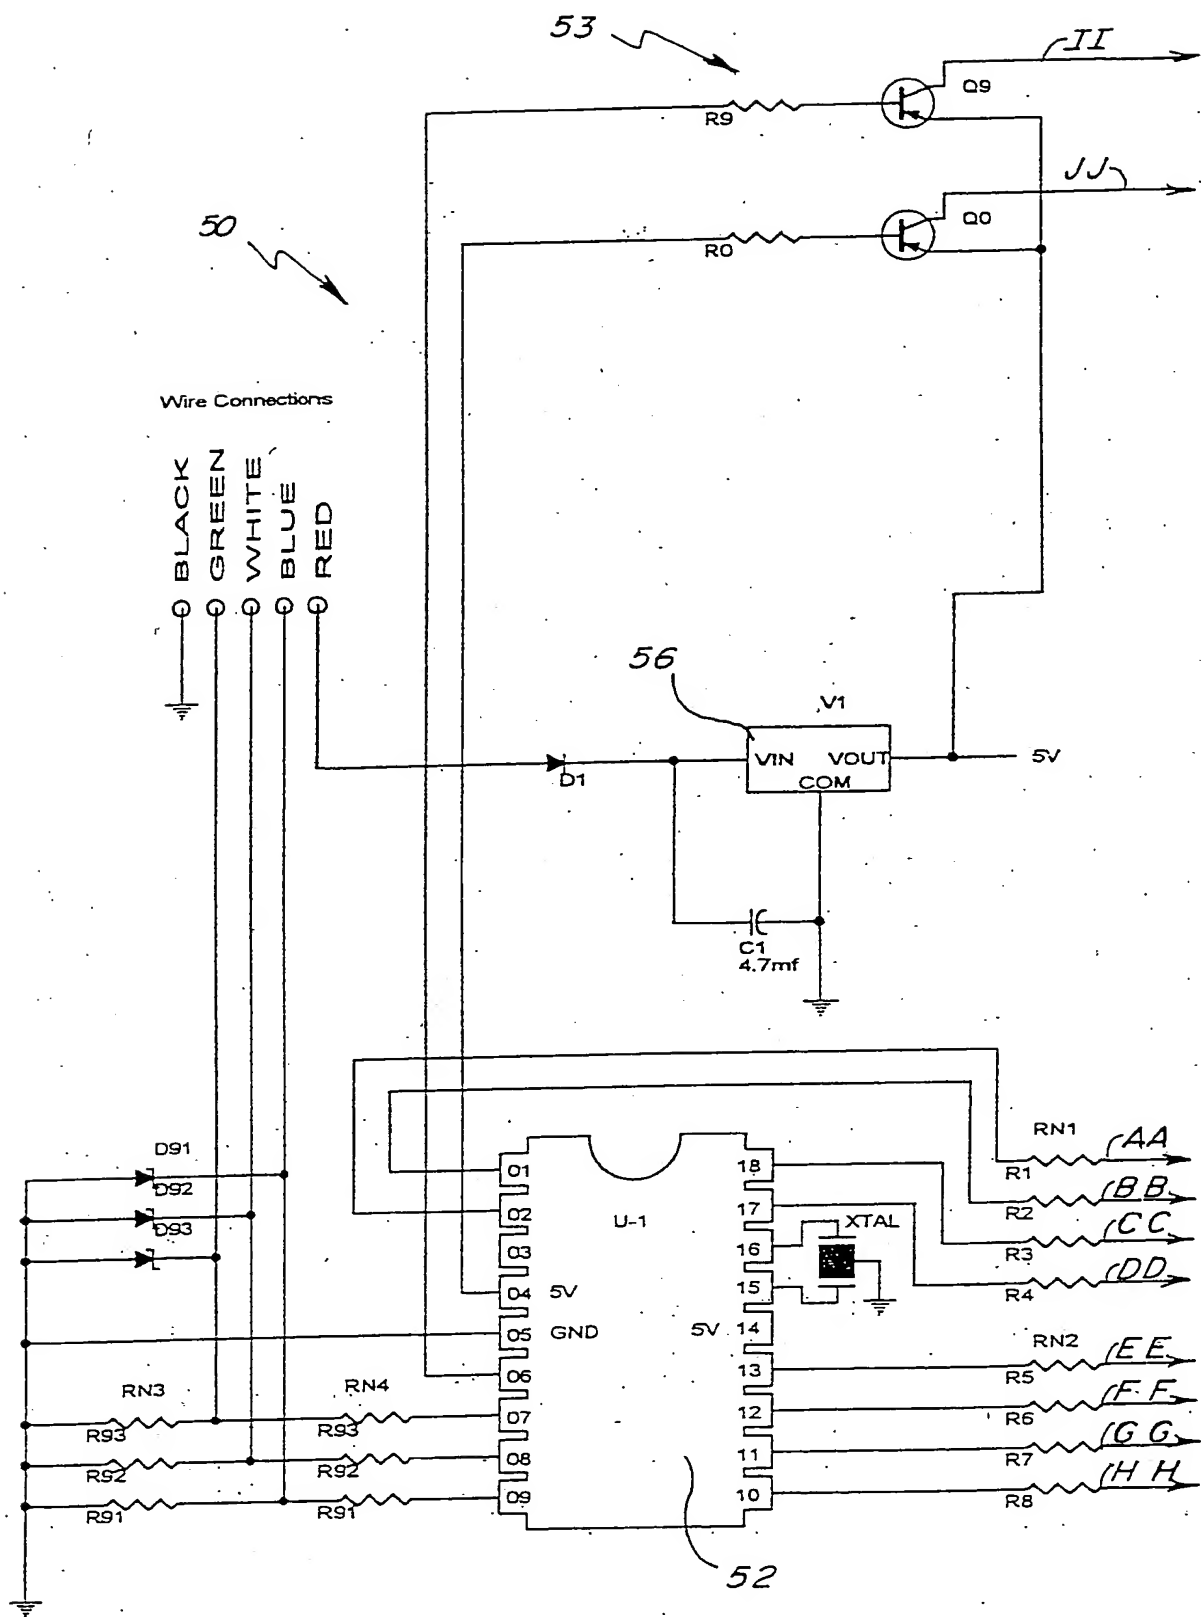 53
II
Q9
R9
JJ
50
Q0
R0
Wire Connections
BLACK
GREEN
WHITE
BLUE
RED
56
V1
VIN
VOUT
5V
COM
D1
C1
4.7mf
RN1
AA
D91
01
18
R1
D92
BB
02
17
R2
U-1
XTAL
D93
CC
03
16
R3
DD
04
5V
15
R4
05
GND
5V
14
RN2
EE
06
13
R5
RN3
RN4
FF
R93
R93
07
12
R6
GG
R92
R92
08
11
R7
HH
R91
R91
09
10
R8
52